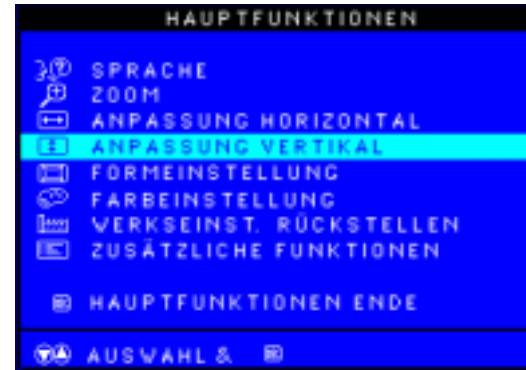 HAUPTFUNKTIONEN
SPRACHE
ZOOM
ANPASSUNG HORIZONTAL
ANPASSUNG VERTIKAL
FORMEINSTELLUNG
FARBEINSTELLUNG
WERKSEINST. RÜCKSTELLEN
ZUSÄTZLICHE FUNKTIONEN
HAUPTFUNKTIONEN ENDE
AUSWAHL &